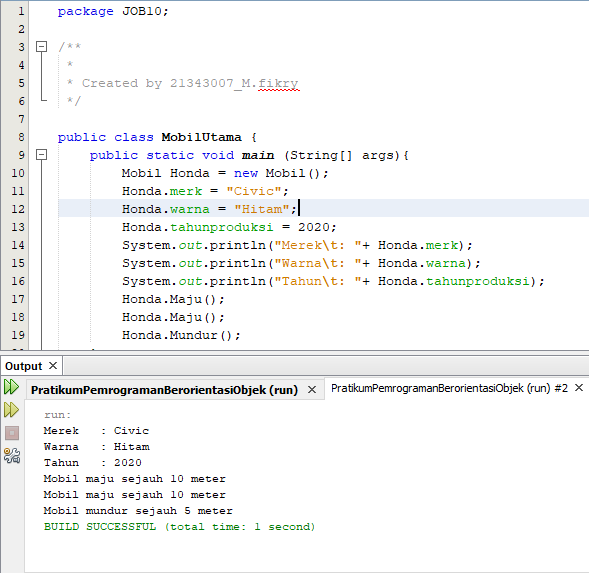 1 package JOB10;
2
3 /**
4 *
5 * Created by 21343007_M.fikry
6 */
7
8 public class MobilUtama {
9 public static void main (String[] args){
10 Mobil Honda = new Mobil();
11 Honda.merk = "Civic";
12 Honda.warna = "Hitam";
13 Honda.tahunproduksi = 2020;
14 System.out.println("Merek\t: "+ Honda.merk);
15 System.out.println("Warna\t: "+ Honda.warna);
16 System.out.println("Tahun\t: "+ Honda.tahunproduksi);
17 Honda.Maju();
18 Honda.Maju();
19 Honda.Mundur();
Output
PratikumPemrogramanBerorientasiObjek (run) PratikumPemrogramanBerorientasiObjek (run) #2
run:
Merek : Civic
Warna : Hitam
Tahun : 2020
Mobil maju sejauh 10 meter
Mobil maju sejauh 10 meter
Mobil mundur sejauh 5 meter
BUILD SUCCESSFUL (total time: 1 second)